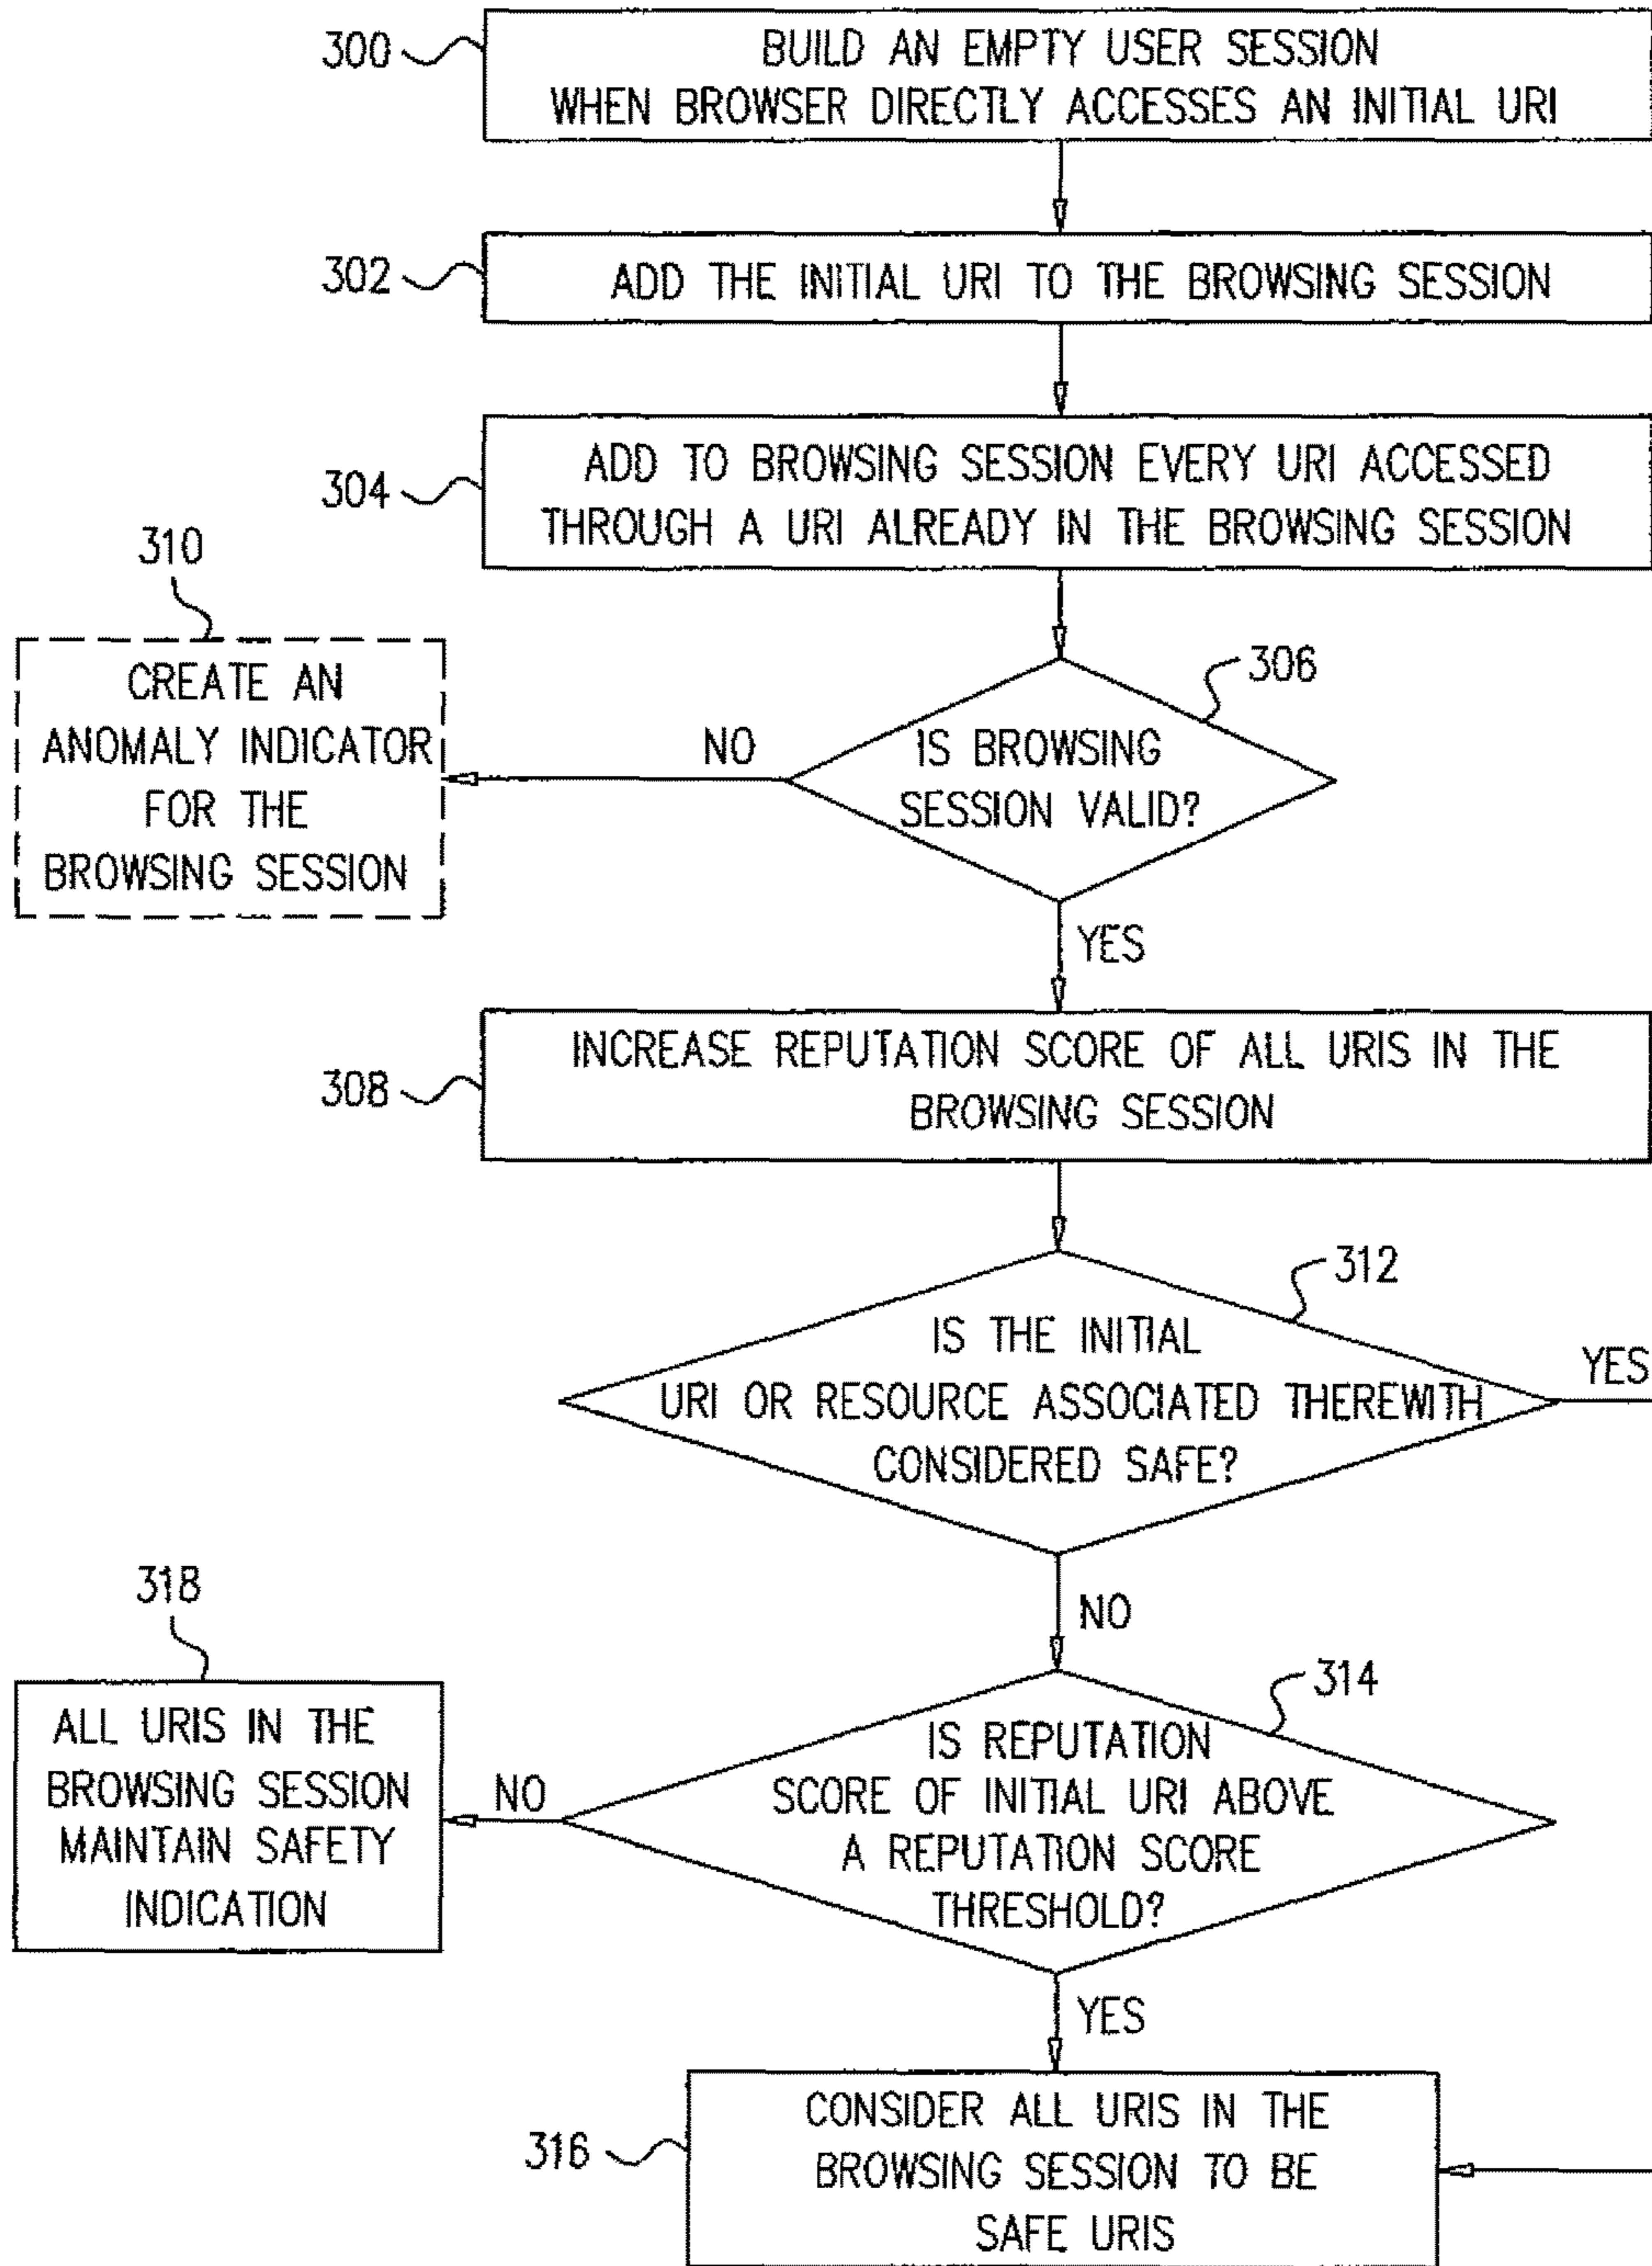 300
BUILD AN EMPTY USER SESSION
WHEN BROWSER DIRECTLY ACCESSES AN INITIAL URI
302
ADD THE INITIAL URI TO THE BROWSING SESSION
304
ADD TO BROWSING SESSION EVERY URI ACCESSED
THROUGH A URI ALREADY IN THE BROWSING SESSION
306
IS BROWSING
SESSION VALID?
NO
310
CREATE AN
ANOMALY INDICATOR
FOR THE
BROWSING SESSION
YES
308
INCREASE REPUTATION SCORE OF ALL URIS IN THE
BROWSING SESSION
312
IS THE INITIAL
URI OR RESOURCE ASSOCIATED THEREWITH
CONSIDERED SAFE?
YES
NO
314
IS REPUTATION
SCORE OF INITIAL URI ABOVE
A REPUTATION SCORE
THRESHOLD?
NO
318
ALL URIS IN THE
BROWSING SESSION
MAINTAIN SAFETY
INDICATION
YES
316
CONSIDER ALL URIS IN THE
BROWSING SESSION TO BE
SAFE URIS